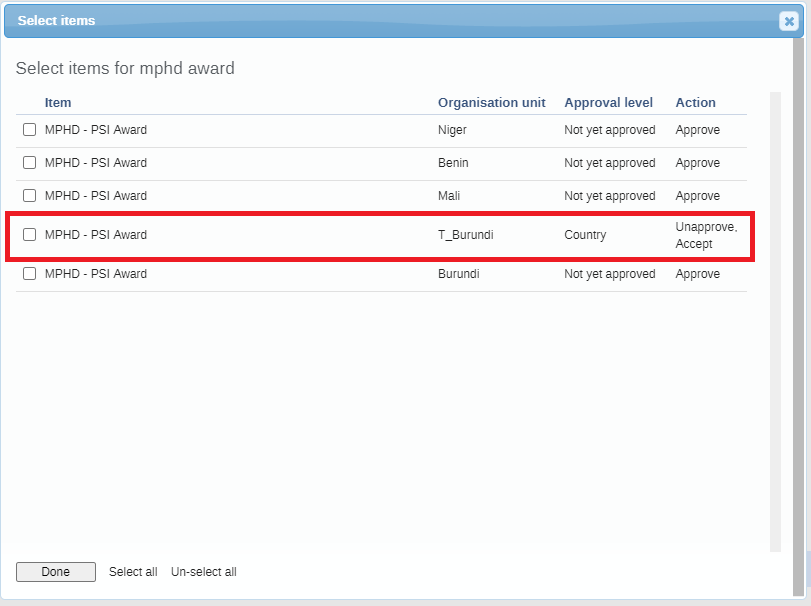 Select items
Select items for mphd award
Item Organisation unit Approval level Action
MPHD - PSI Award Niger Not yet approved Approve
MPHD - PSI Award Benin Not yet approved Approve
MPHD - PSI Award Mali Not yet approved Approve
MPHD - PSI Award T_Burundi Country Unapprove,
Accept
MPHD - PSI Award Burundi Not yet approved Approve
Done Select all Un-select all